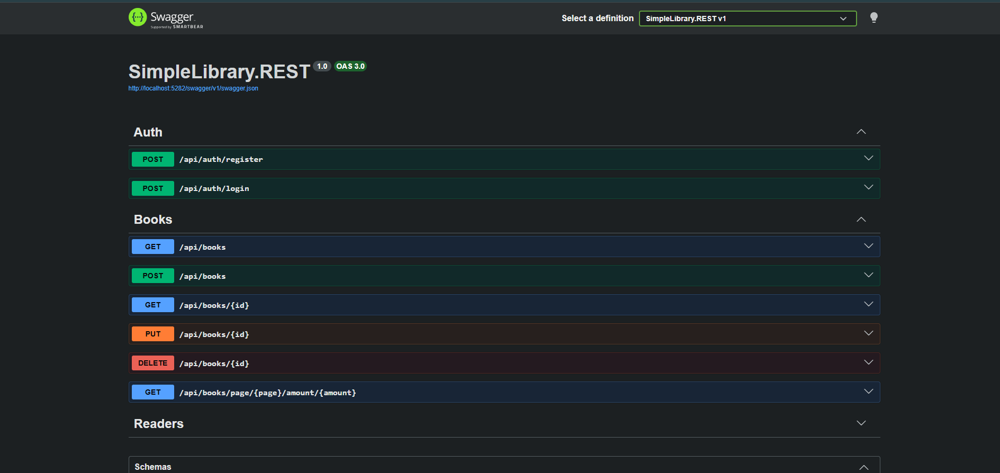 Swagger
Supported by SMARTBEAR
Select a definition
SimpleLibrary.REST v1
SimpleLibrary.REST 1.0 OAS 3.0
http://localhost:5282/swagger/v1/swagger.json
Auth
POST /api/auth/register
POST /api/auth/login
Books
GET /api/books
POST /api/books
GET /api/books/{id}
PUT /api/books/{id}
DELETE /api/books/{id}
GET /api/books/page/{page}/amount/{amount}
Readers
Schemas